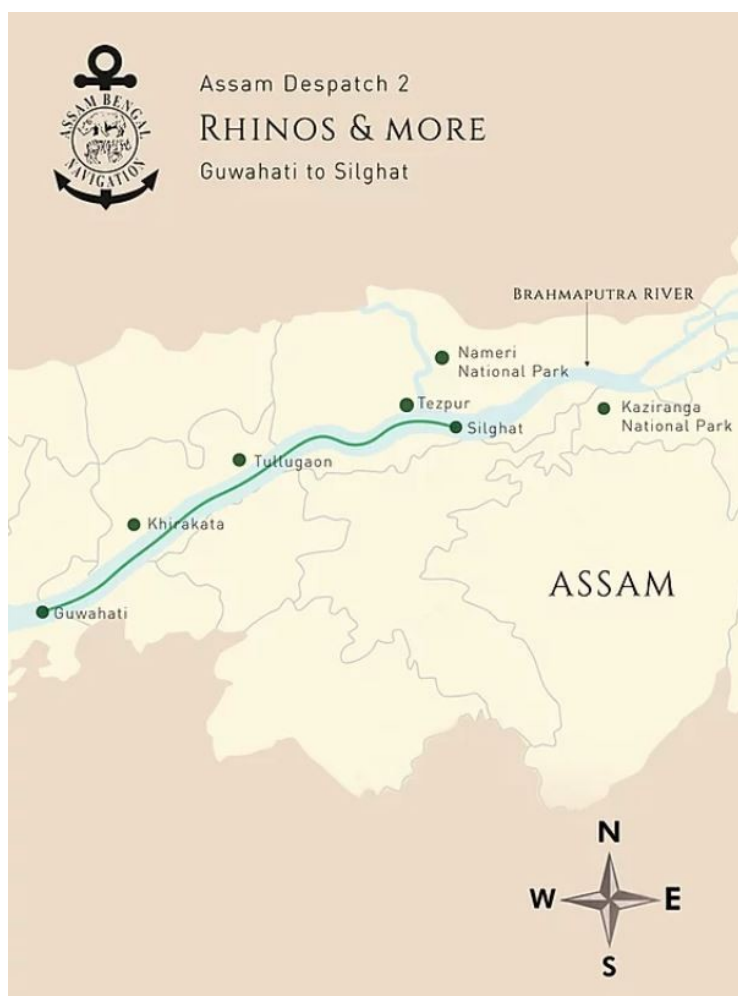 ASSAM BENGAL
NAVIGATION
Assam Despatch 2
RHINOS & MORE
Guwahati to Silghat
BRAHMAPUTRA RIVER
Nameri
National Park
Tezpur
Kaziranga
National Park
Silghat
Tullugaon
Khirakata
ASSAM
Guwahati
N
W
E
S